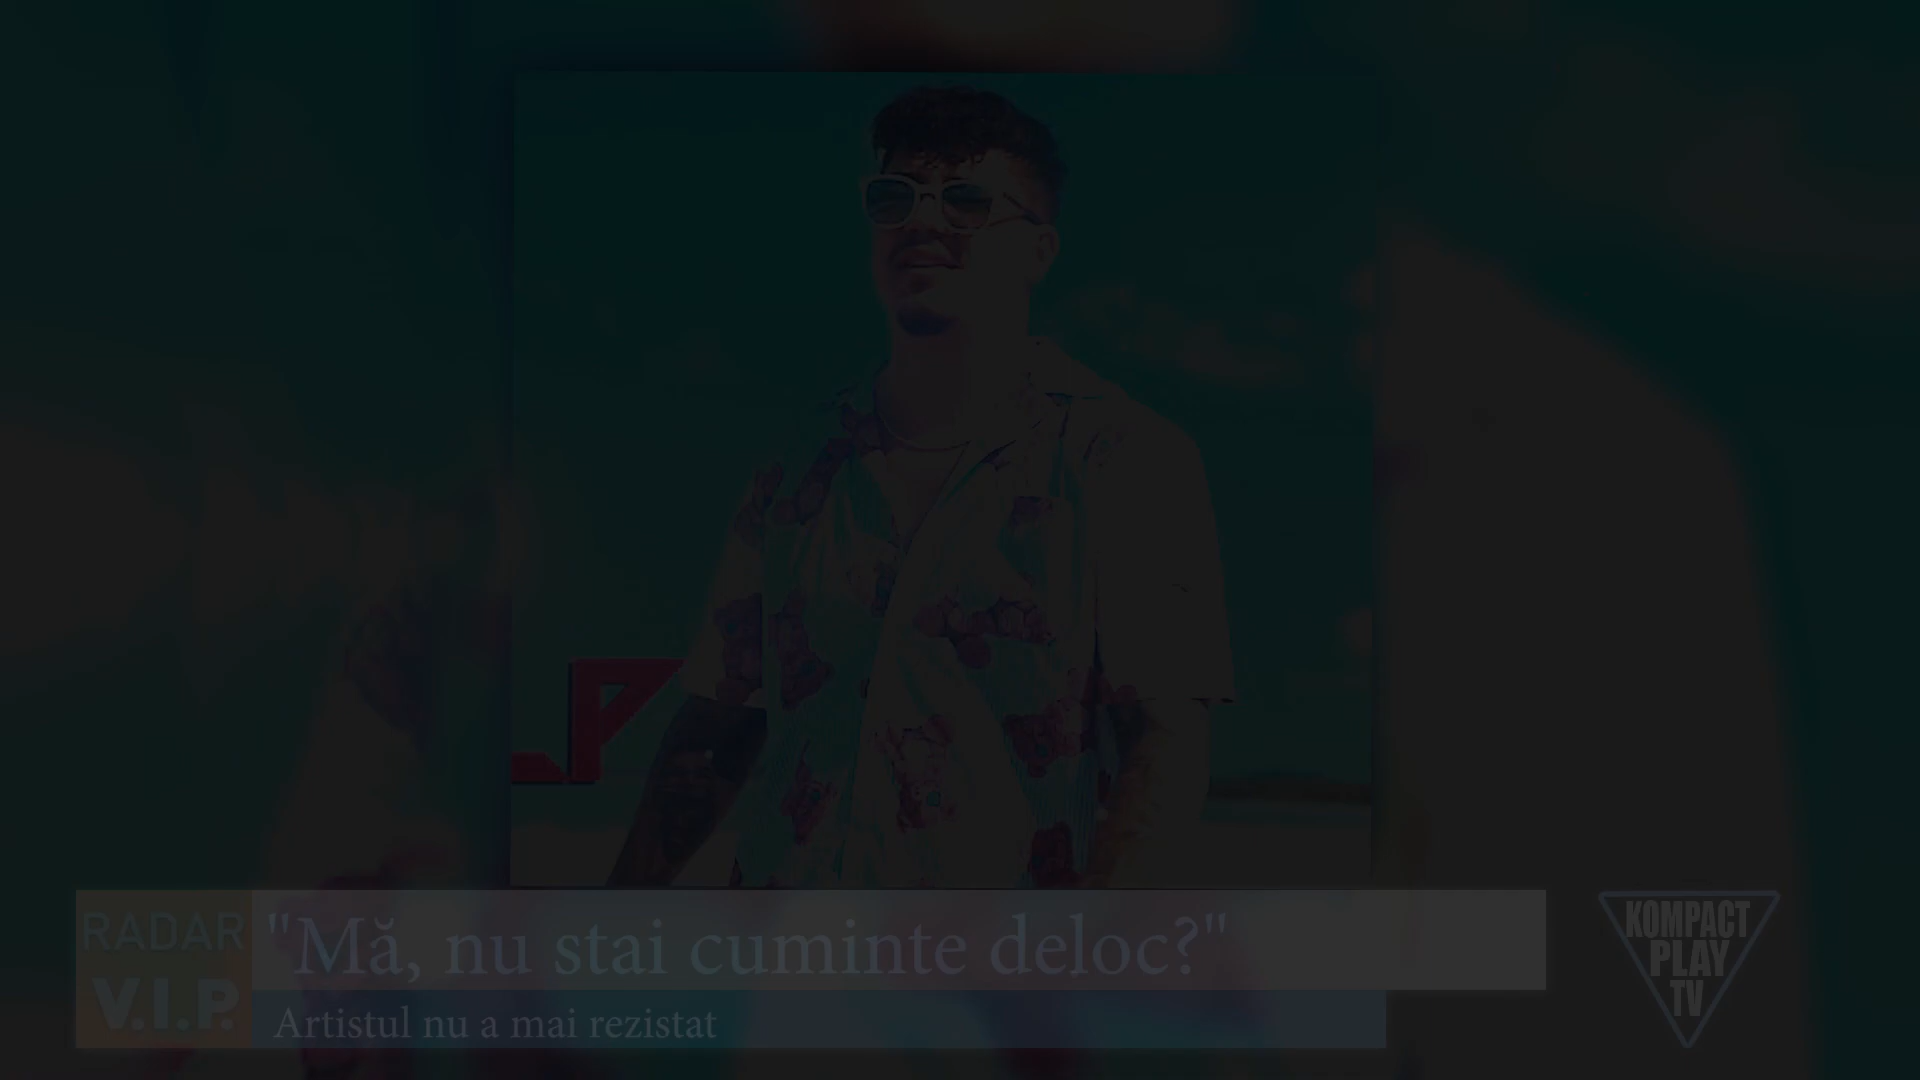 RADAR
V.I.P.
"Mă, nu stai cuminte deloc?"
Artistul nu a mai rezistat
KOMPACT
PLAY
TV